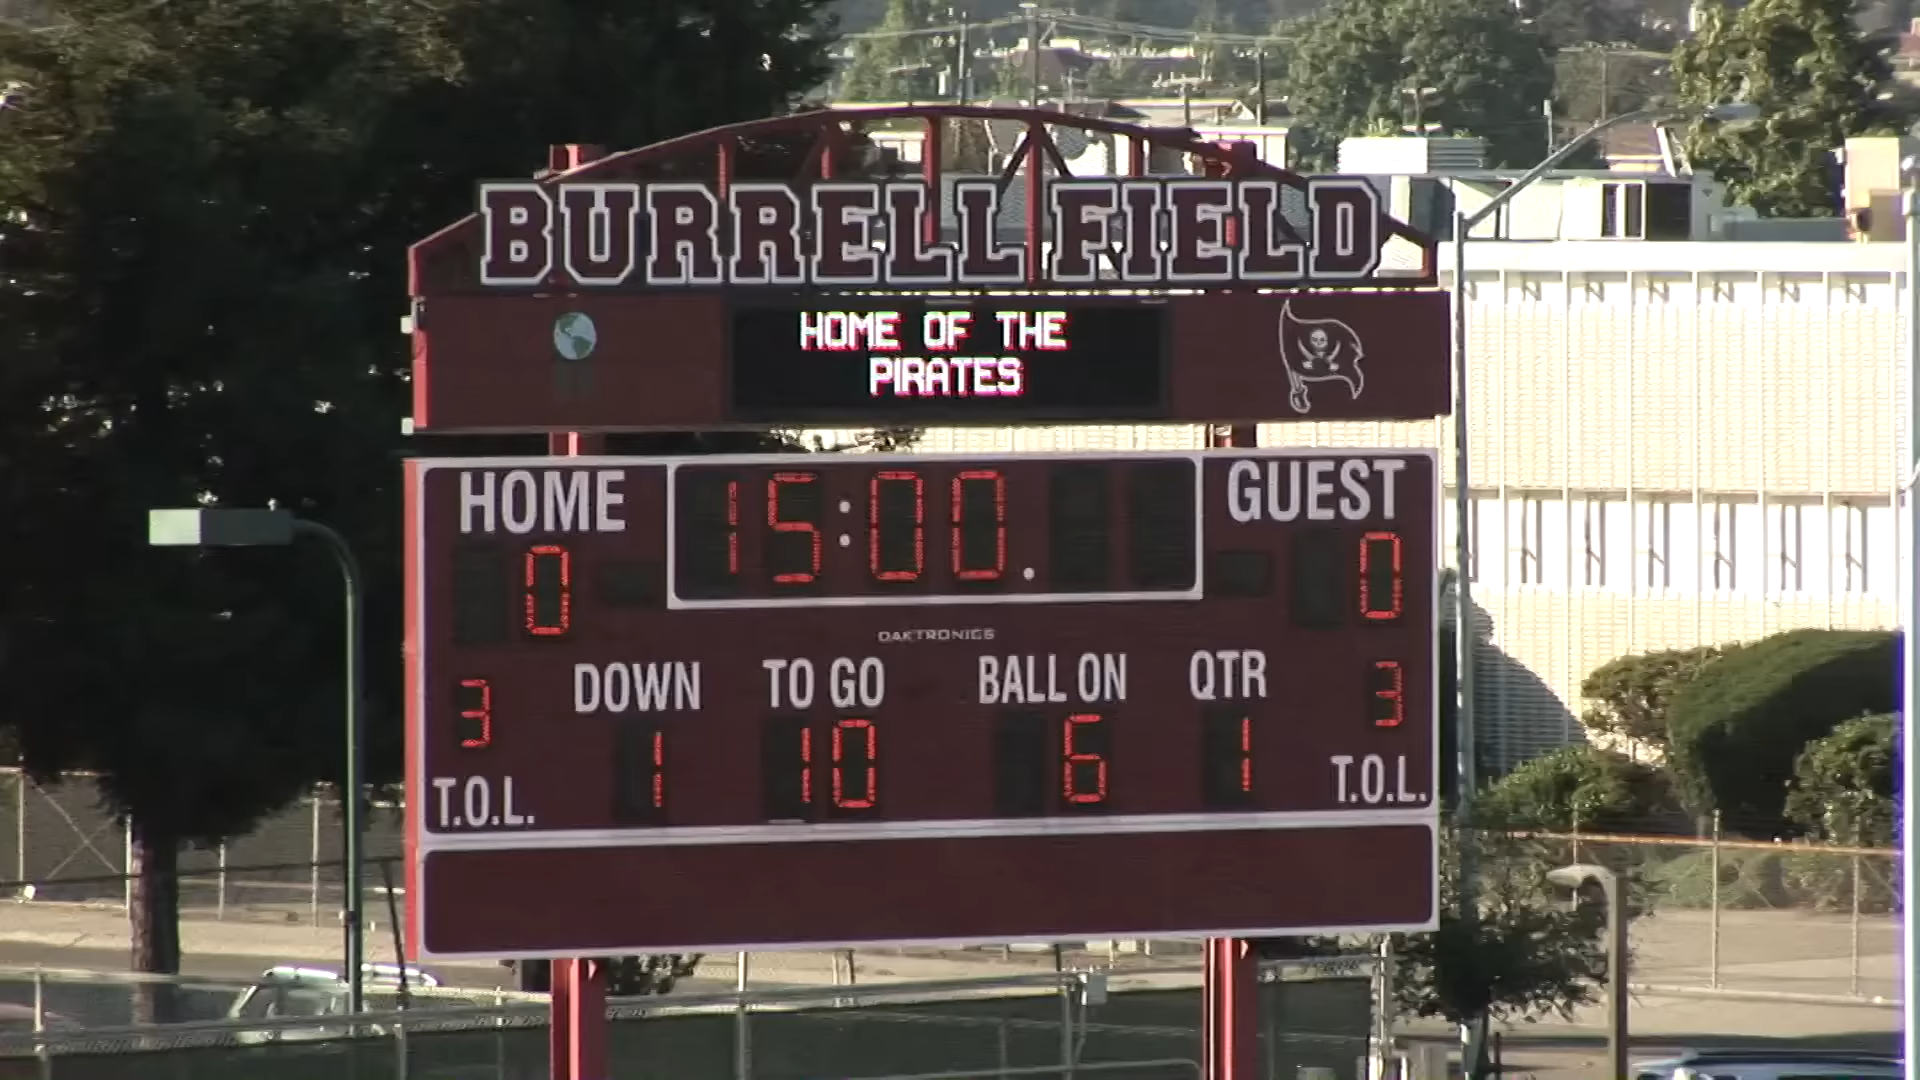 BURRELL FIELD
HOME OF THE
PIRATES
HOME 15:00. GUEST
0 0
DAKTRONICS
DOWN TO GO BALL ON QTR
3 3
1 10 6 1
T.O.L. T.O.L.